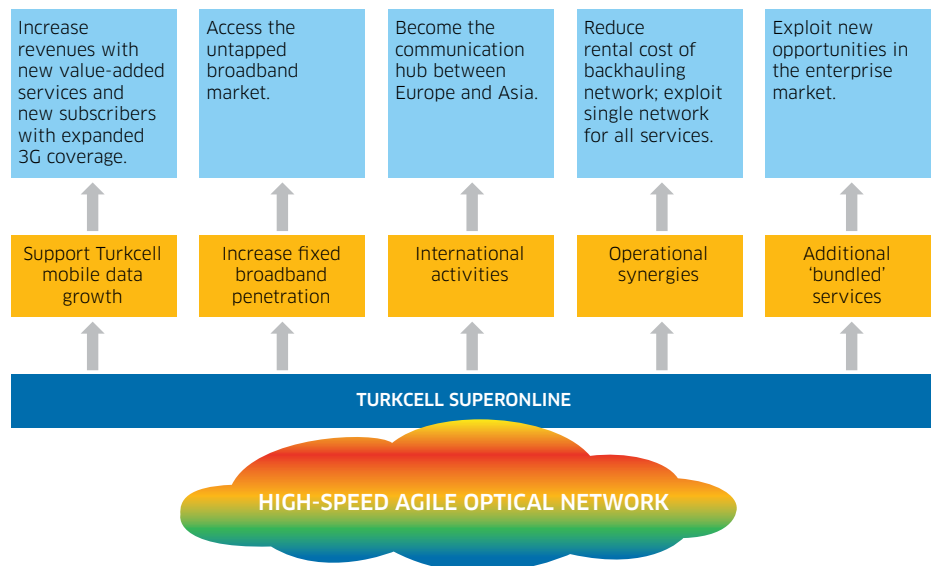 Increase
revenues with
new value-added
services and
new subscribers
with expanded
3G coverage.
Access the
untapped
broadband
market.
Become the
communication
hub between
Europe and Asia.
Reduce
rental cost of
backhauling
network; exploit
single network
for all services.
Exploit new
opportunities in
the enterprise
market.
Support Turkcell
mobile data
growth
Increase fixed
broadband
penetration
International
activities
Operational
synergies
Additional
‘bundled’
services
TURKCELL SUPERONLINE
HIGH-SPEED AGILE OPTICAL NETWORK